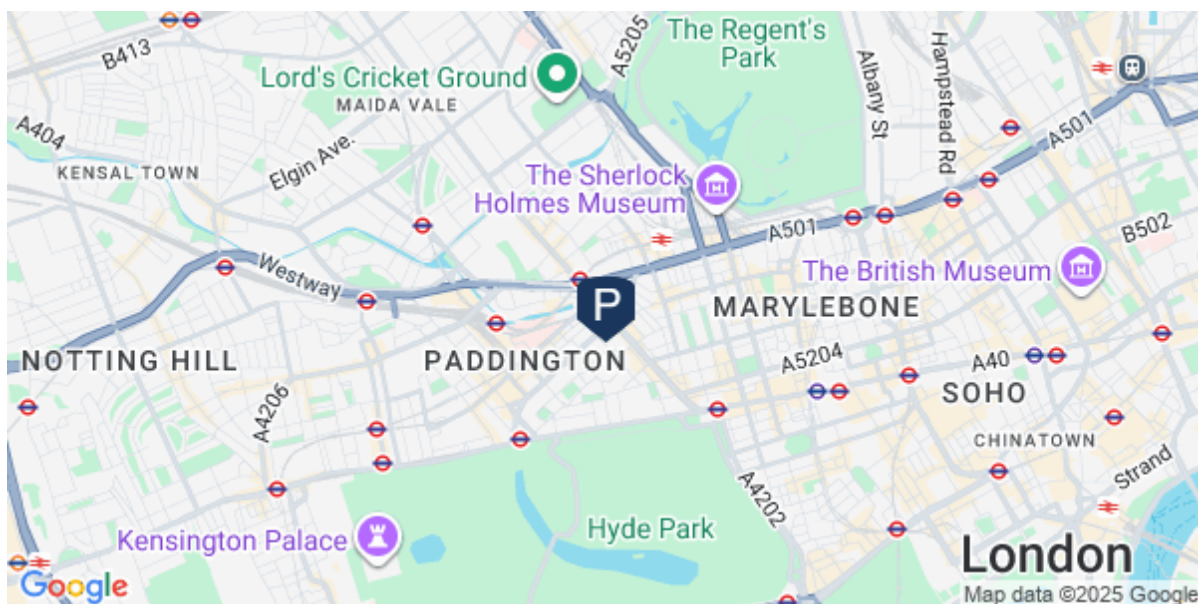 B413
A5205
The Regent's
Park
Albany St
Hampstead Rd
Lord's Cricket Ground
MAIDA VALE
A404
Elgin Ave.
A501
KENSAL TOWN
The Sherlock
Holmes Museum
A501
B502
Westway
The British Museum
P
MARYLEBONE
NOTTING HILL
PADDINGTON
A5204
A40
A4206
SOHO
CHINATOWN
Strand
A4202
Kensington Palace
Hyde Park
London
Google
Map data ©2025 Google